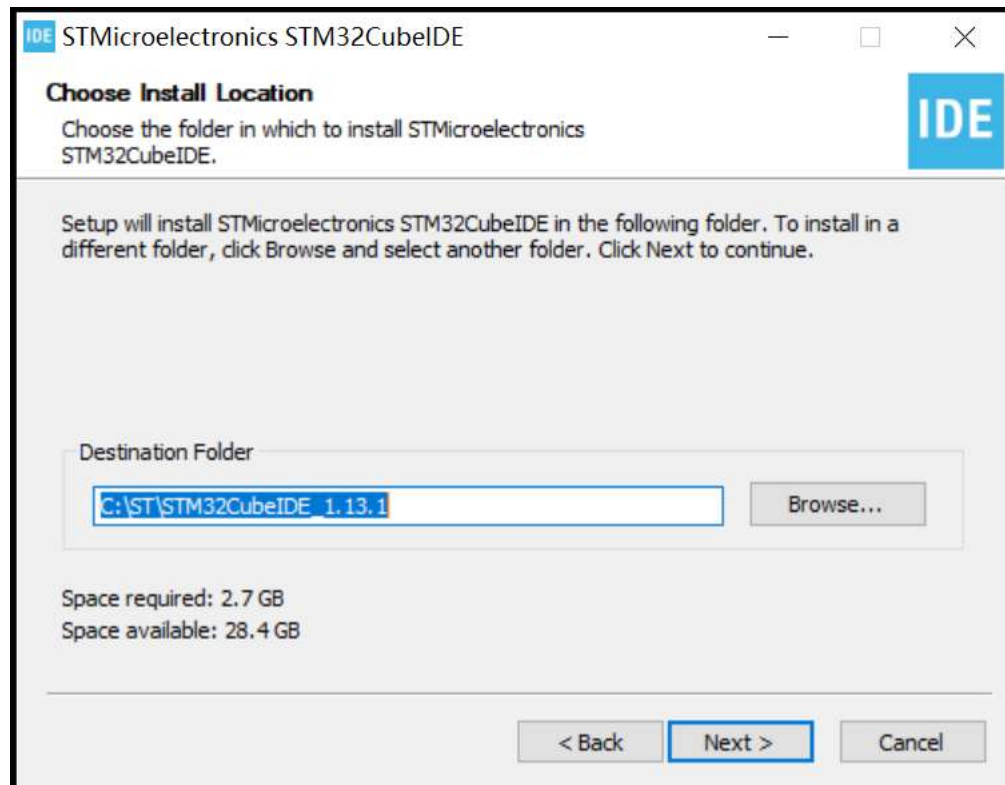 IDE STMicroelectronics STM32CubeIDE
Choose Install Location
Choose the folder in which to install STMicroelectronics
STM32CubeIDE.
IDE
Setup will install STMicroelectronics STM32CubeIDE in the following folder. To install in a
different folder, click Browse and select another folder. Click Next to continue.
Destination Folder
C:\ST\STM32CubeIDE_1.13.1
Browse...
Space required: 2.7 GB
Space available: 28.4 GB
< Back
Next >
Cancel